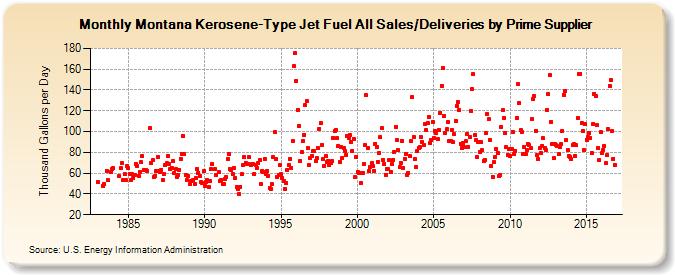 Monthly Montana Kerosene-Type Jet Fuel All Sales/Deliveries by Prime Supplier
Thousand Gallons per Day
180
160
140
120
100
80
60
40
20
1985 1990 1995 2000 2005 2010 2015
Source: U.S. Energy Information Administration